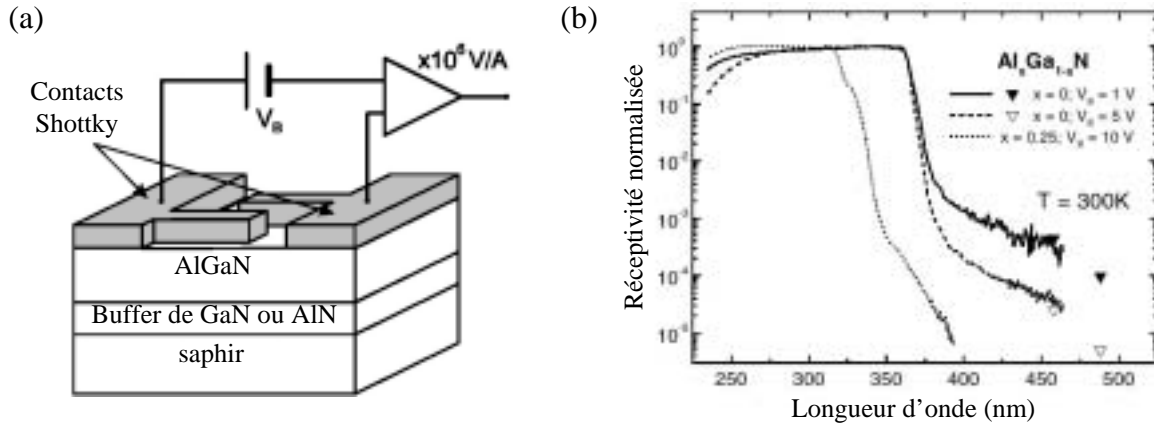 (a)
x10⁶ V/A
Contacts
Shottky
V_B
AlGaN
Buffer de GaN ou AlN
saphir
(b)
Réceptivité normalisée
10⁰
10⁻¹
10⁻²
10⁻³
10⁻⁴
10⁻⁵
AlₓGa₁₋ₓN
x = 0; V_B = 1 V
x = 0; V_B = 5 V
x = 0.25; V_B = 10 V
T = 300K
250 300 350 400 450 500
Longueur d’onde (nm)